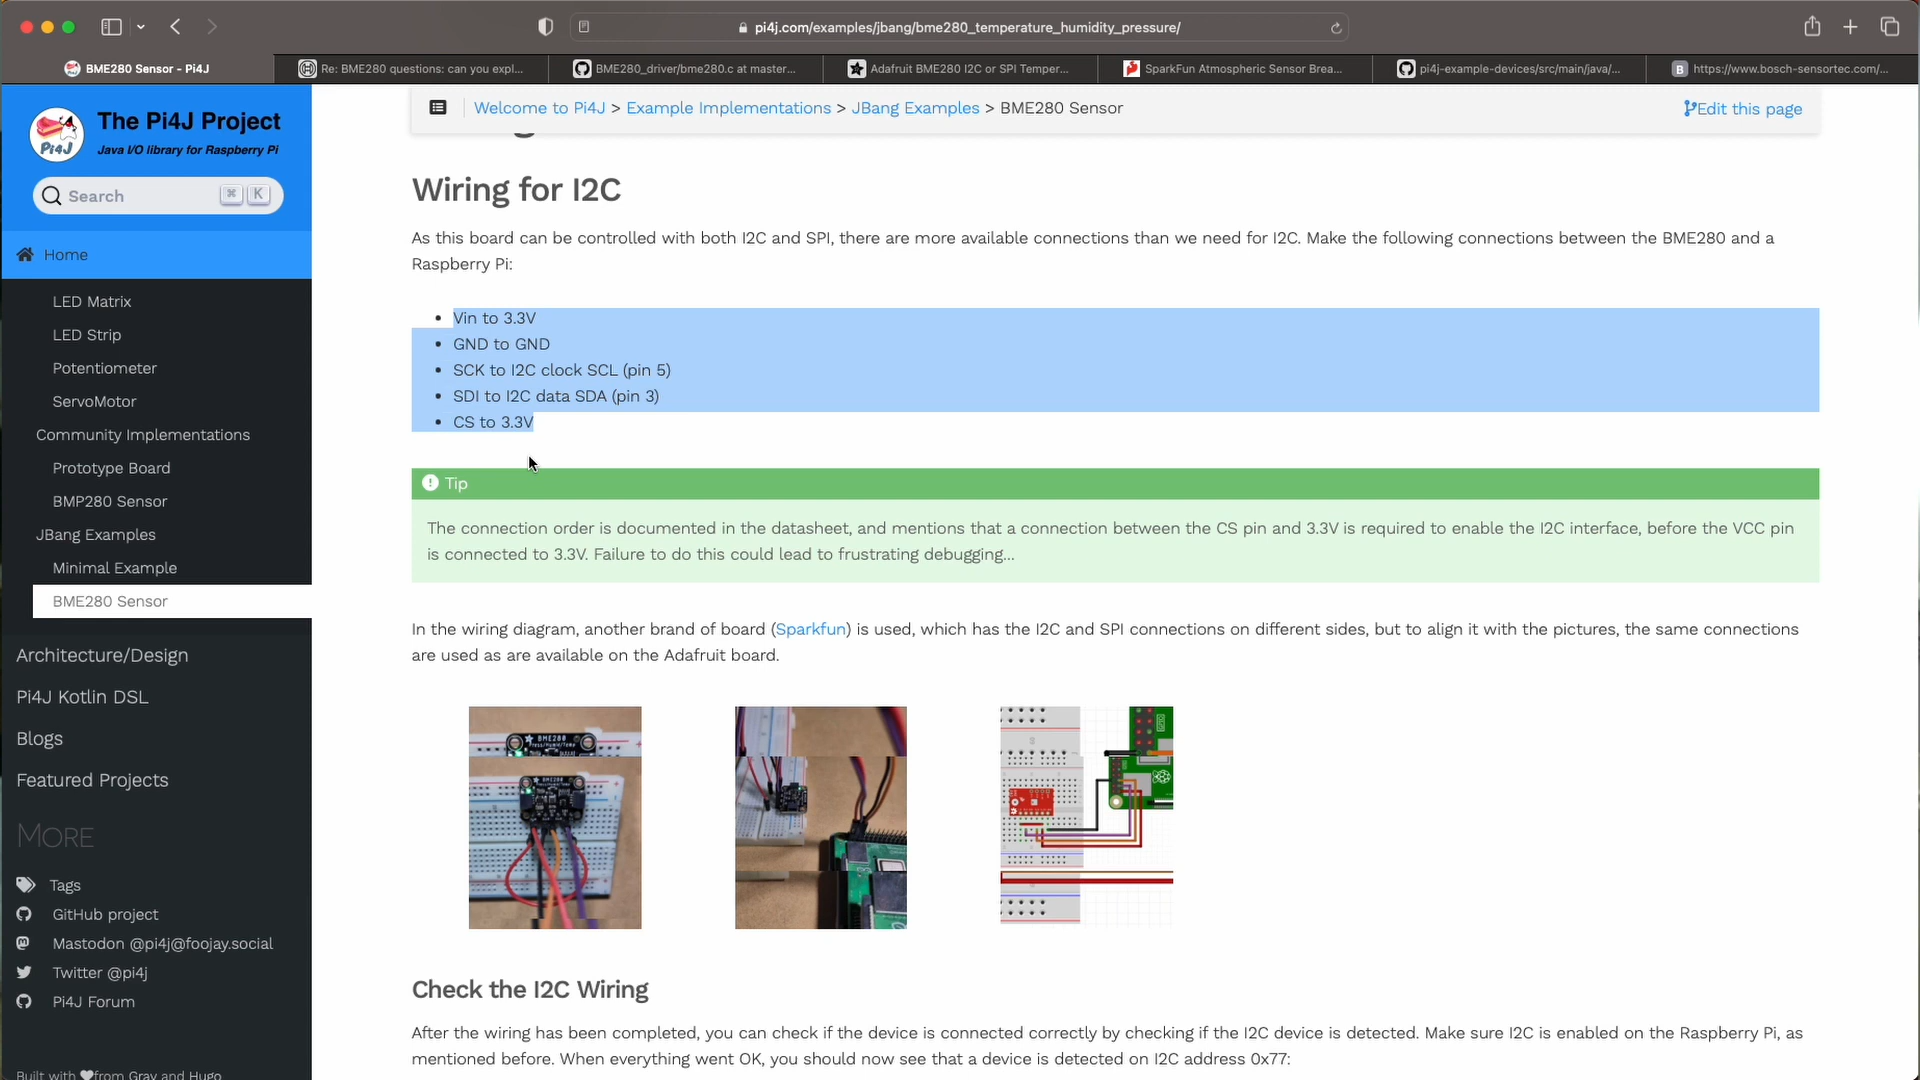 pi4j.com/examples/jbang/bme280_temperature_humidity_pressure/
BME280 Sensor - Pi4J
Re: BME280 questions: can you expl...
BME280_driver/bme280.c at master...
Adafruit BME280 I2C or SPI Temper...
SparkFun Atmospheric Sensor Brea...
pi4j-example-devices/src/main/java/...
https://www.bosch-sensortec.com/...
Pi4J
The Pi4J Project
Java I/O library for Raspberry Pi
Search
⌘ K
Home
LED Matrix
LED Strip
Potentiometer
ServoMotor
Community Implementations
Prototype Board
BMP280 Sensor
JBang Examples
Minimal Example
BME280 Sensor
Architecture/Design
Pi4J Kotlin DSL
Blogs
Featured Projects
MORE
Tags
GitHub project
Mastodon @pi4j@foojay.social
Twitter @pi4j
Pi4J Forum
Built with from Grav and Hugo
Welcome to Pi4J > Example Implementations > JBang Examples > BME280 Sensor
Edit this page
Wiring for I2C
As this board can be controlled with both I2C and SPI, there are more available connections than we need for I2C. Make the following connections between the BME280 and a
Raspberry Pi:
• Vin to 3.3V
• GND to GND
• SCK to I2C clock SCL (pin 5)
• SDI to I2C data SDA (pin 3)
• CS to 3.3V
Tip
The connection order is documented in the datasheet, and mentions that a connection between the CS pin and 3.3V is required to enable the I2C interface, before the VCC pin
is connected to 3.3V. Failure to do this could lead to frustrating debugging...
In the wiring diagram, another brand of board (Sparkfun) is used, which has the I2C and SPI connections on different sides, but to align it with the pictures, the same connections
are used as are available on the Adafruit board.
BME280
BME280
Check the I2C Wiring
After the wiring has been completed, you can check if the device is connected correctly by checking if the I2C device is detected. Make sure I2C is enabled on the Raspberry Pi, as
mentioned before. When everything went OK, you should now see that a device is detected on I2C address 0x77: